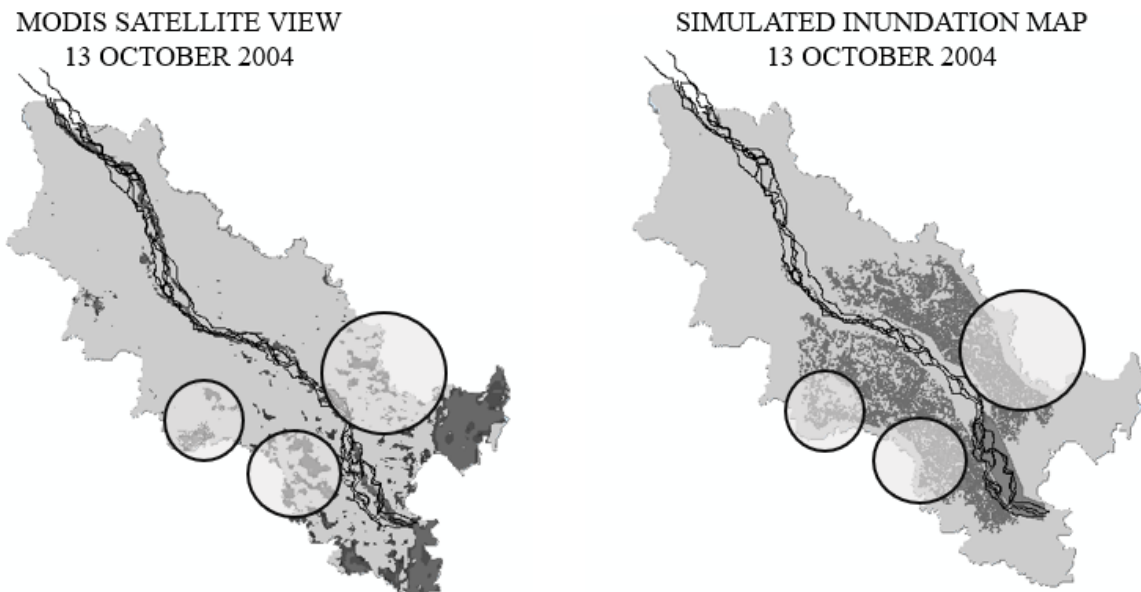 MODIS SATELLITE VIEW
13 OCTOBER 2004
SIMULATED INUNDATION MAP
13 OCTOBER 2004